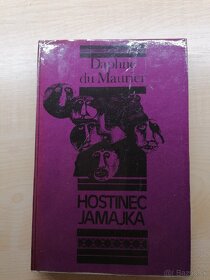 Daphne
du Maurier
HOSTINEC
JAMAJKA